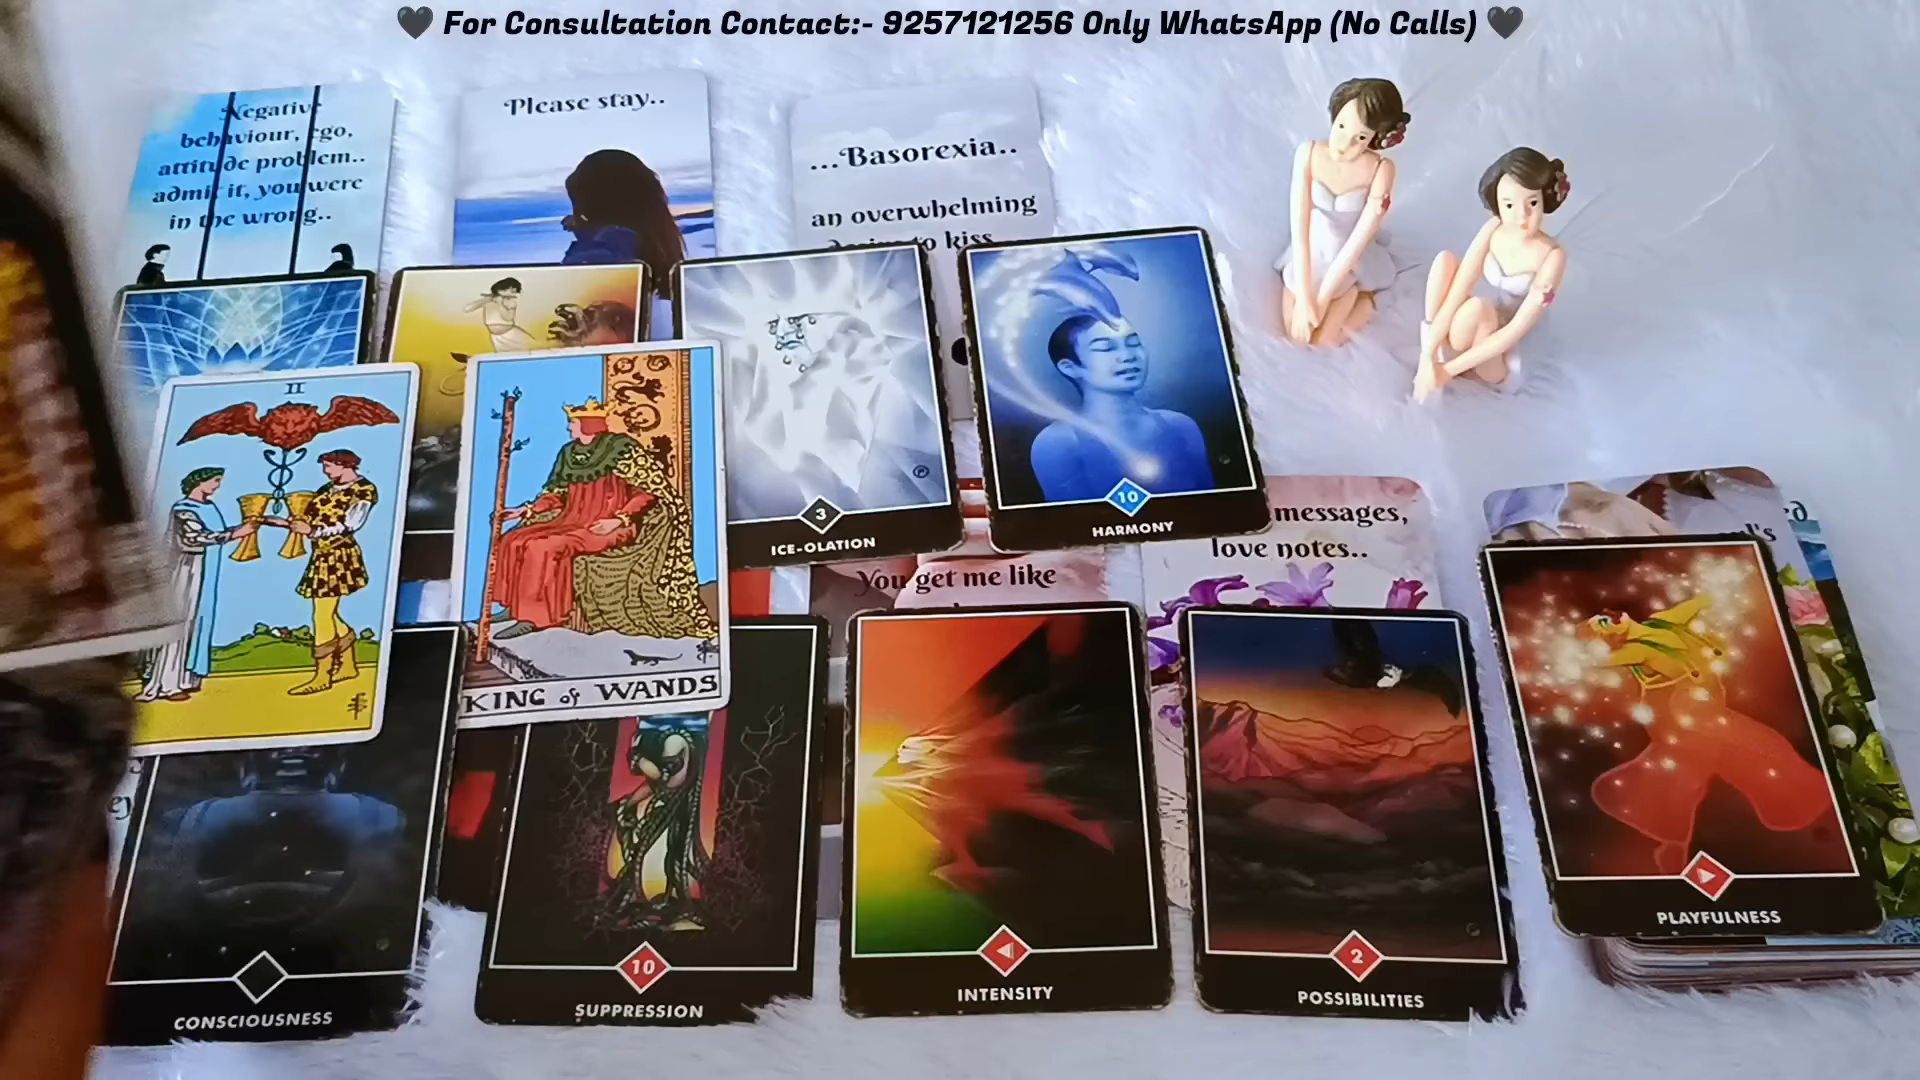 🖤 For Consultation Contact:- 9257121256 Only WhatsApp (No Calls) 🖤
Negative
behaviour, ego,
attitude problem..
admit it, you were
in the wrong..
Please stay..
...Basorexia..
an overwhelming
to kiss
II
3
ICE-OLATION
10
HARMONY
KING of WANDS
You get me like
messages,
love notes..
CONSCIOUSNESS
10
SUPPRESSION
INTENSITY
2
POSSIBILITIES
PLAYFULNESS